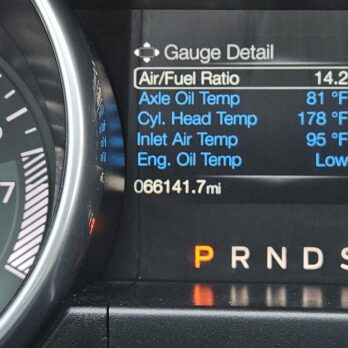 Gauge Detail
Air/Fuel Ratio 14.2
Axle Oil Temp 81 °F
Cyl. Head Temp 178 °F
Inlet Air Temp 95 °F
Eng. Oil Temp Low
066141.7mi
P R N D S
7